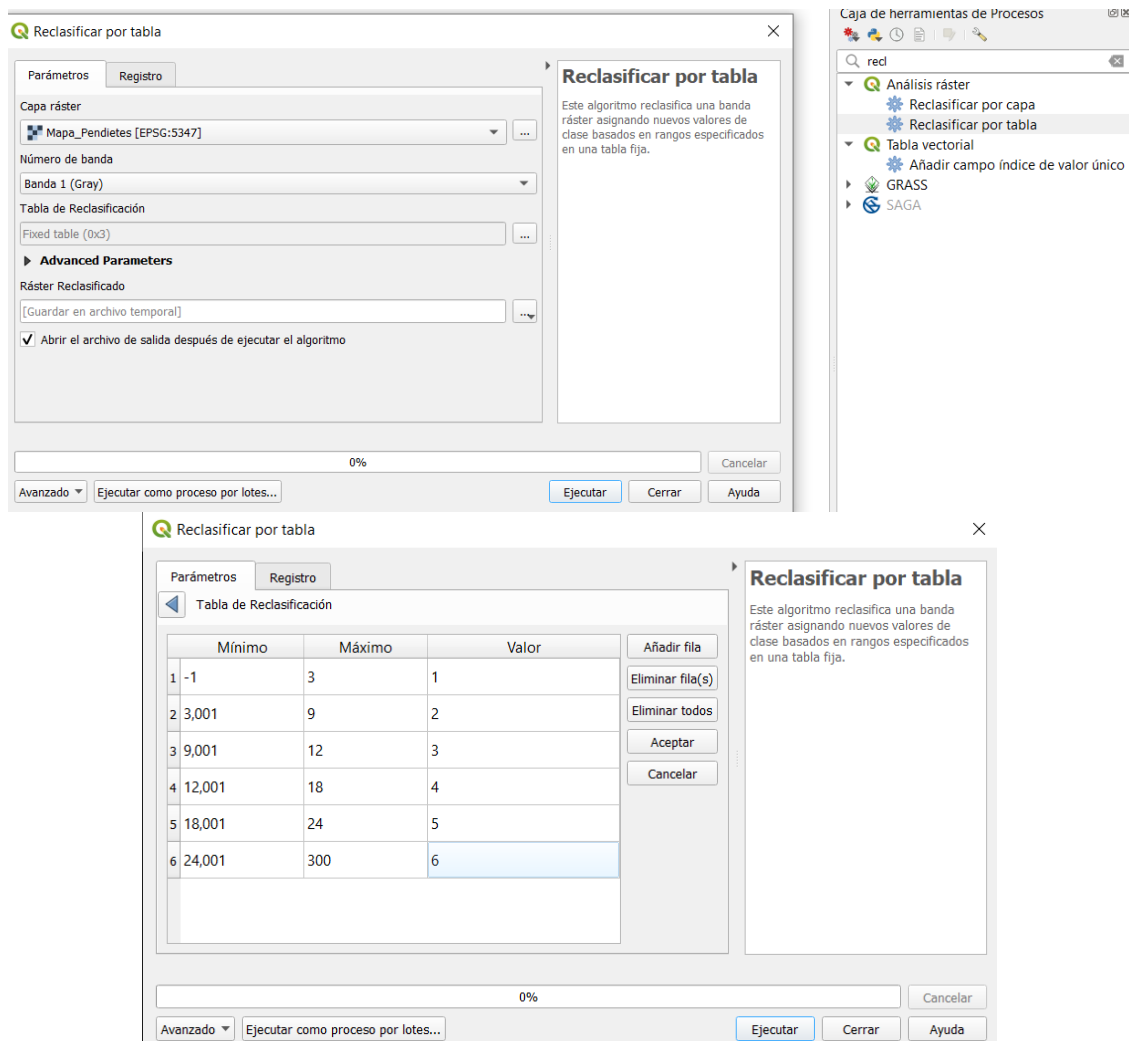 Reclasificar por tabla
Parámetros
Registro
Capa ráster
Mapa_Pendietes [EPSG:5347]
...
Número de banda
Banda 1 (Gray)
Tabla de Reclasificación
Fixed table (0x3)
...
Advanced Parameters
Ráster Reclasificado
[Guardar en archivo temporal]
...
Abrir el archivo de salida después de ejecutar el algoritmo
Reclasificar por tabla
Este algoritmo reclasifica una banda
ráster asignando nuevos valores de
clase basados en rangos especificados
en una tabla fija.
0%
Cancelar
Avanzado
Ejecutar como proceso por lotes...
Ejecutar
Cerrar
Ayuda
Caja de herramientas de Procesos
recl
Análisis ráster
Reclasificar por capa
Reclasificar por tabla
Tabla vectorial
Añadir campo índice de valor único
GRASS
SAGA
Reclasificar por tabla
Parámetros
Registro
Tabla de Reclasificación
Mínimo Máximo Valor
1 -1 3 1
2 3,001 9 2
3 9,001 12 3
4 12,001 18 4
5 18,001 24 5
6 24,001 300 6
Añadir fila
Eliminar fila(s)
Eliminar todos
Aceptar
Cancelar
Reclasificar por tabla
Este algoritmo reclasifica una banda
ráster asignando nuevos valores de
clase basados en rangos especificados
en una tabla fija.
0%
Cancelar
Avanzado
Ejecutar como proceso por lotes...
Ejecutar
Cerrar
Ayuda